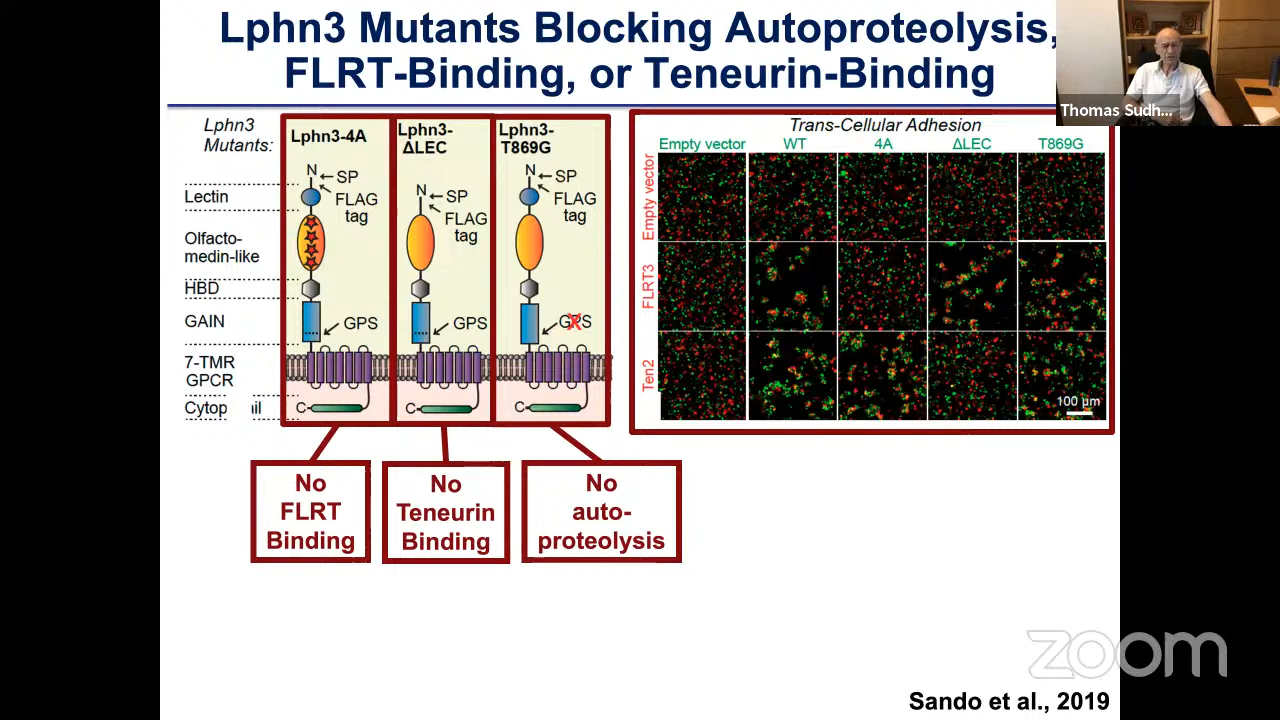 Lphn3 Mutants Blocking Autoproteolysis,
FLRT-Binding, or Teneurin-Binding
Thomas Sudh...
Lphn3
Mutants:
Lphn3-4A
Lphn3-
ΔLEC
Lphn3-
T869G
Lectin
Olfacto-
medin-like
HBD
GAIN
7-TMR
GPCR
N
SP
FLAG
tag
GPS
C
N
SP
FLAG
tag
GPS
C
N
SP
FLAG
tag
GPS
C
Trans-Cellular Adhesion
Empty vector WT 4A ΔLEC T869G
Empty vector
FLRT3
Ten2
100 µm
No
FLRT
Binding
No
Teneurin
Binding
No
auto-
proteolysis
zoom
Sando et al., 2019